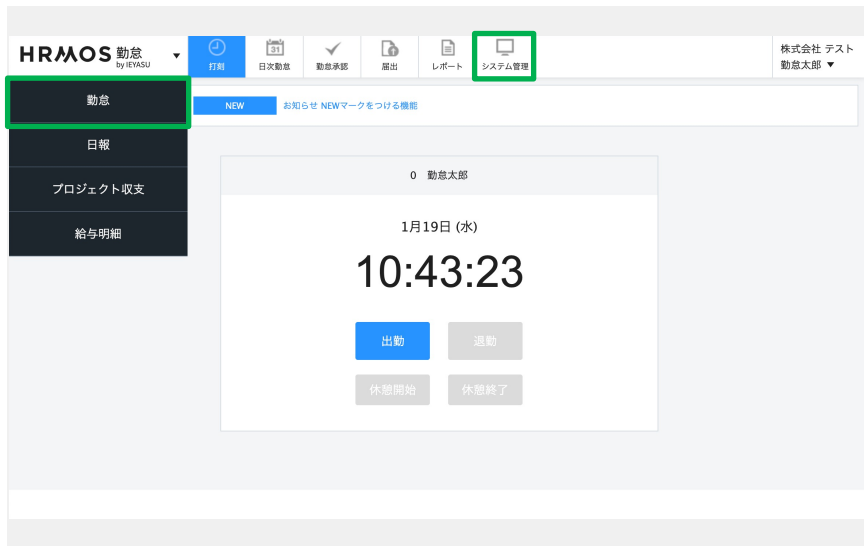 HRMOS 勤怠 ▼
by IEYASU
打刻
31
日次勤怠
勤怠承認
届出
レポート
システム管理
株式会社 テスト
勤怠太郎 ▼
勤怠
日報
プロジェクト収支
給与明細
NEW お知らせ NEWマークをつける機能
0 勤怠太郎
1月19日 (水)
10:43:23
出勤 退勤
休憩開始 休憩終了